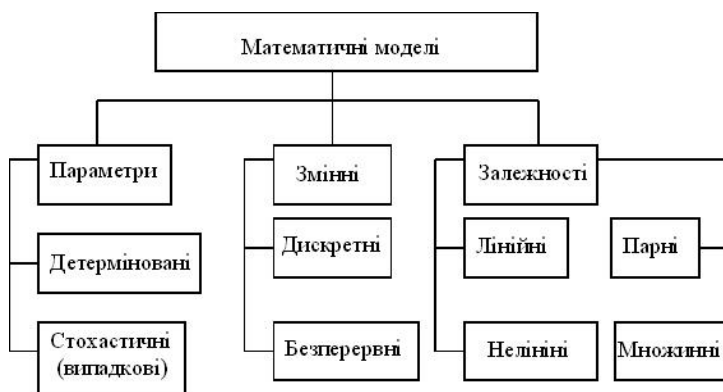 Математичні моделі
Параметри
Змінні
Залежності
Детерміновані
Дискретні
Лінійні
Парні
Стохастичні
(випадкові)
Безперервні
Нелініні
Множинні